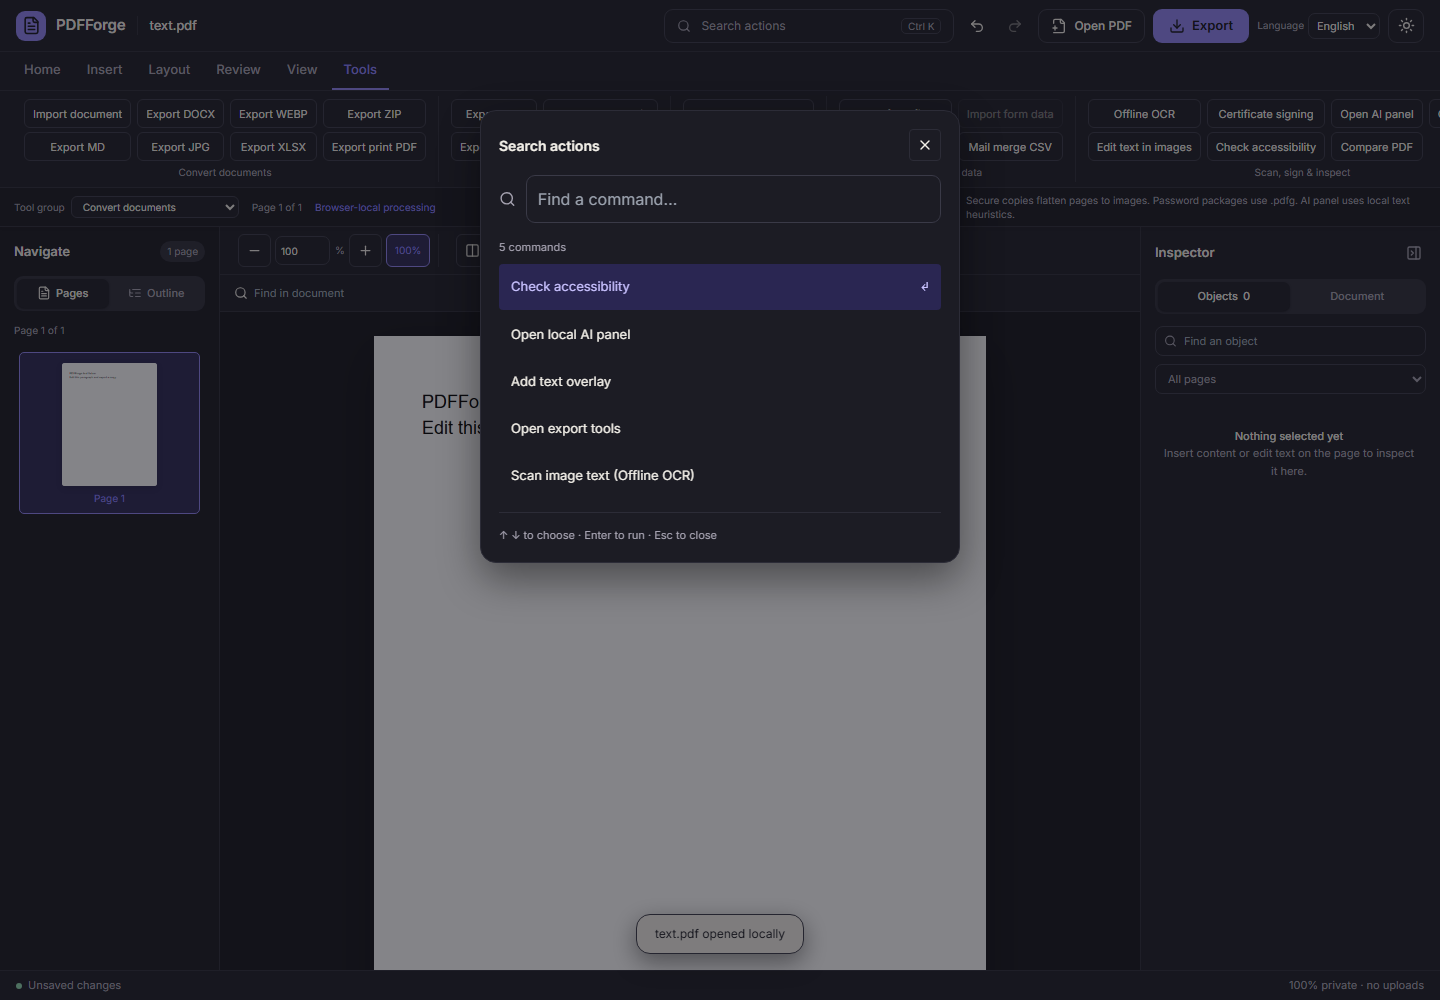 PDFForge
text.pdf
Search actions
Ctrl K
Open PDF
Export
Language
English
Home
Insert
Layout
Review
View
Tools
Import document
Export DOCX
Export WEBP
Export ZIP
Import form data
Offline OCR
Certificate signing
Open AI panel
Export MD
Export JPG
Export XLSX
Export print PDF
Mail merge CSV
Edit text in images
Check accessibility
Compare PDF
Convert documents
data
Scan, sign & inspect
Tool group
Convert documents
Page 1 of 1
Browser-local processing
Secure copies flatten pages to images. Password packages use .pdfg. AI panel uses local text
heuristics.
Navigate
1 page
Pages
Outline
Page 1 of 1
Page 1
100
%
100%
Find in document
PDFFo
Edit this
Search actions
Find a command...
5 commands
Check accessibility
Open local AI panel
Add text overlay
Open export tools
Scan image text (Offline OCR)
↑ ↓ to choose · Enter to run · Esc to close
Inspector
Objects 0
Document
Find an object
All pages
Nothing selected yet
Insert content or edit text on the page to inspect
it here.
text.pdf opened locally
Unsaved changes
100% private · no uploads